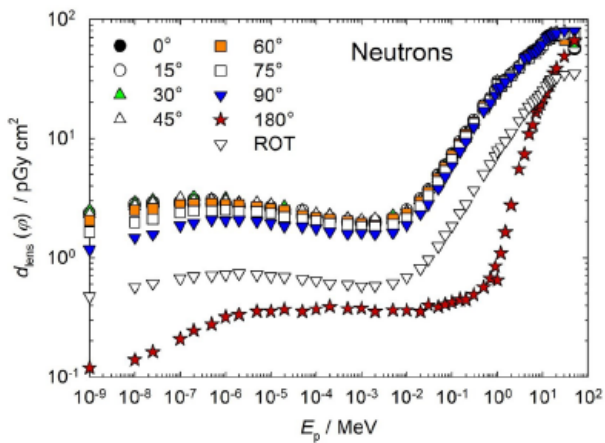 10²
Neutrons
0° 60°
15° 75°
30° 90°
45° 180°
ROT
10¹
10⁰
10⁻¹
d_lens (φ) / pGy cm²
10⁻⁹ 10⁻⁸ 10⁻⁷ 10⁻⁶ 10⁻⁵ 10⁻⁴ 10⁻³ 10⁻² 10⁻¹ 10⁰ 10¹ 10²
E_p / MeV